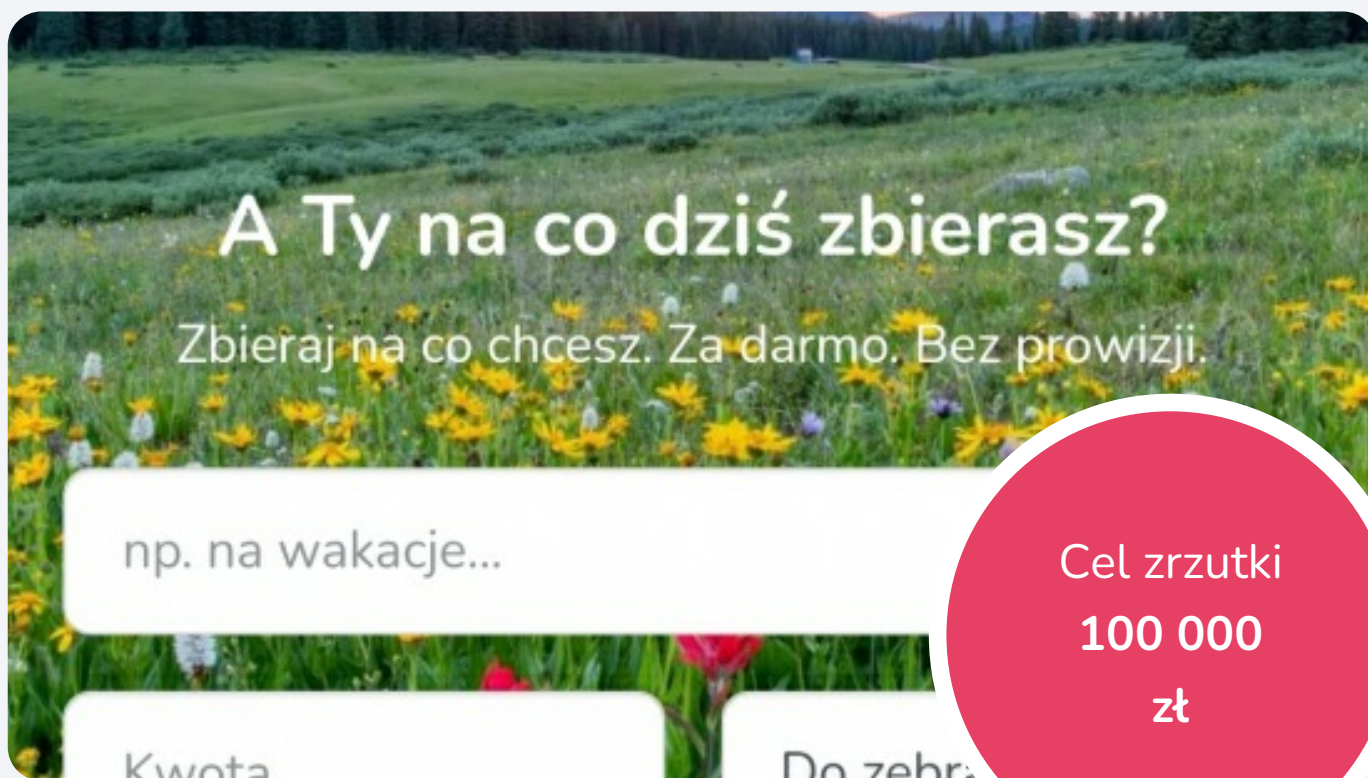 A Ty na co dziś zbierasz?
Zbieraj na co chcesz. Za darmo. Bez prowizji.
np. na wakacje...
Cel zrzutki
100 000
zł
Kwota
Do